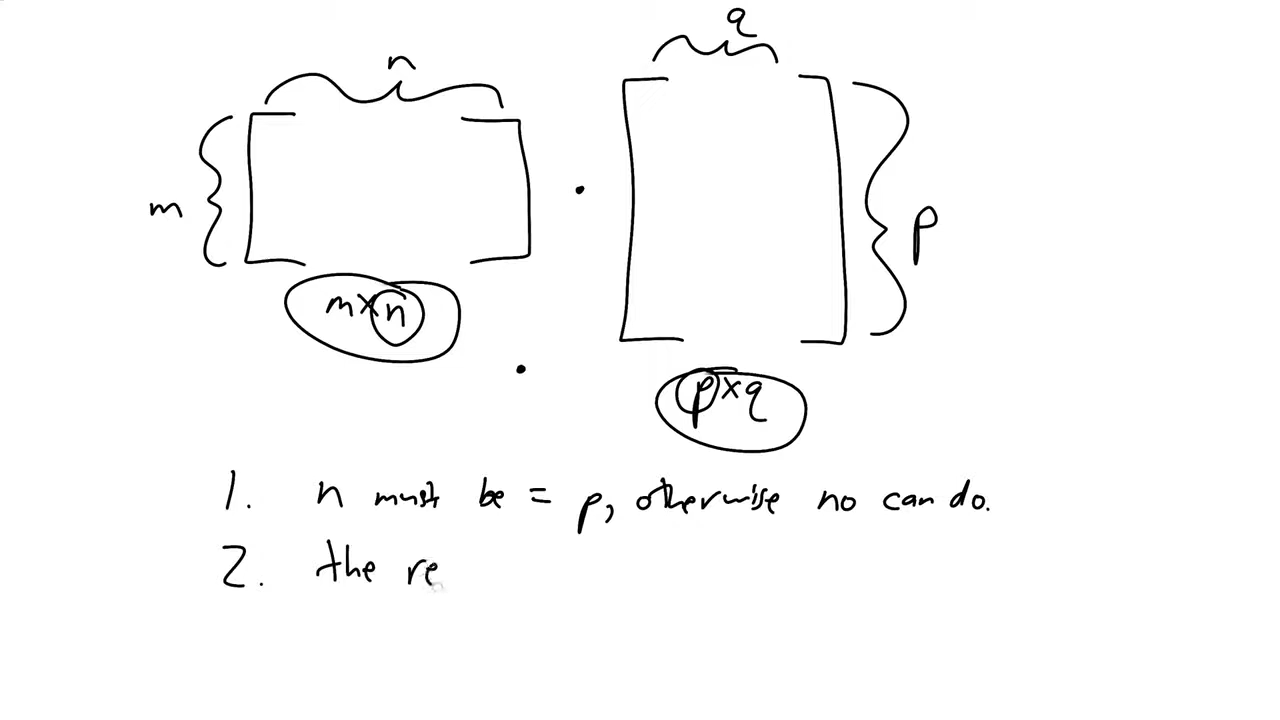 q
n
m
p
m×n
p×q
1. n must be = p, otherwise no can do.
2. the re